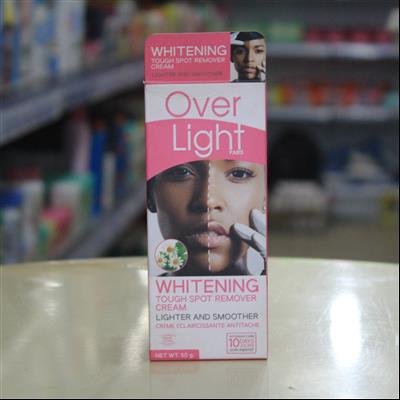 WHITENING
TOUGH SPOT REMOVER
CREAM
LIGHTER AND SMOOTHER
Over
Light
PARIS
WHITENING
TOUGH SPOT REMOVER
CREAM
LIGHTER AND SMOOTHER
CRÈME ECLAIRCISSANTE ANTITACHE
10 DAYS
NET WT. 50 g